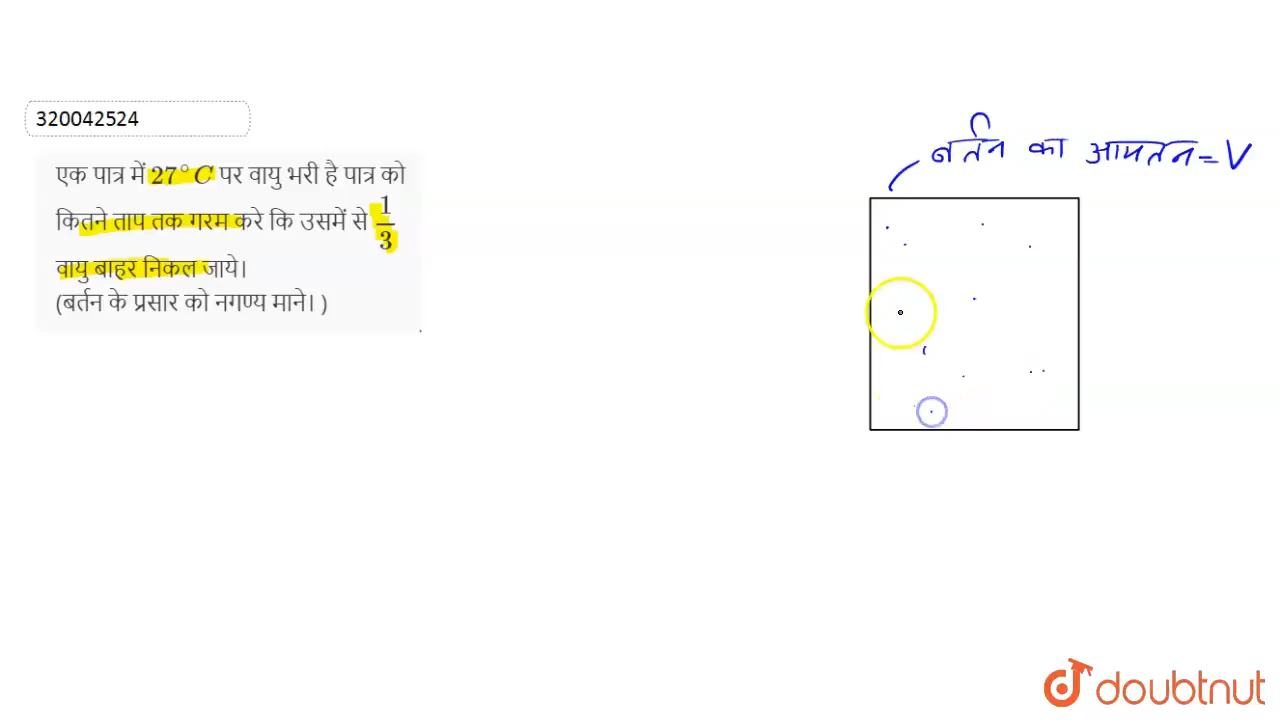 320042524
एक पात्र में 27°C पर वायु भरी है पात्र को
कितने ताप तक गरम करे कि उसमें से 1/3
वायु बाहर निकल जाये।
(बर्तन के प्रसार को नगण्य माने। )
बर्तन का आयतन = V
doubtnut